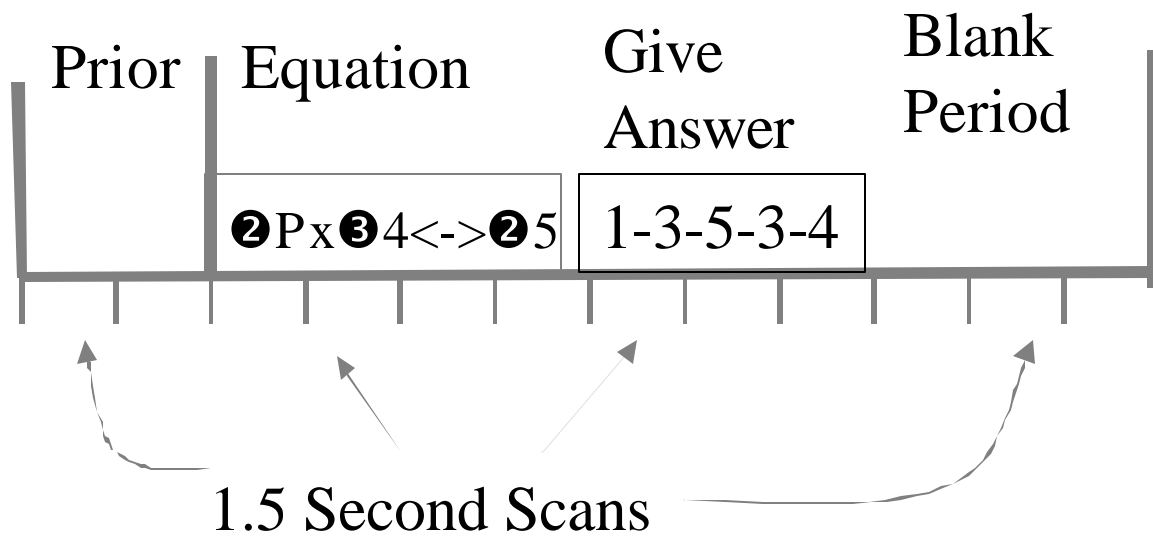 Prior
Equation
Give
Answer
Blank
Period
❷Px❸4<->❷5
1-3-5-3-4
1.5 Second Scans